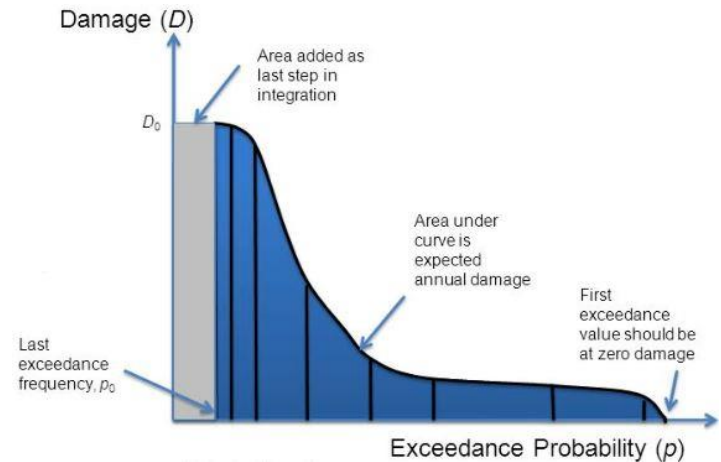 Damage (D)
Area added as
last step in
integration
D₀
Area under
curve is
expected
annual damage
First
exceedance
value should be
at zero damage
Last
exceedance
frequency, p₀
Exceedance Probability (p)